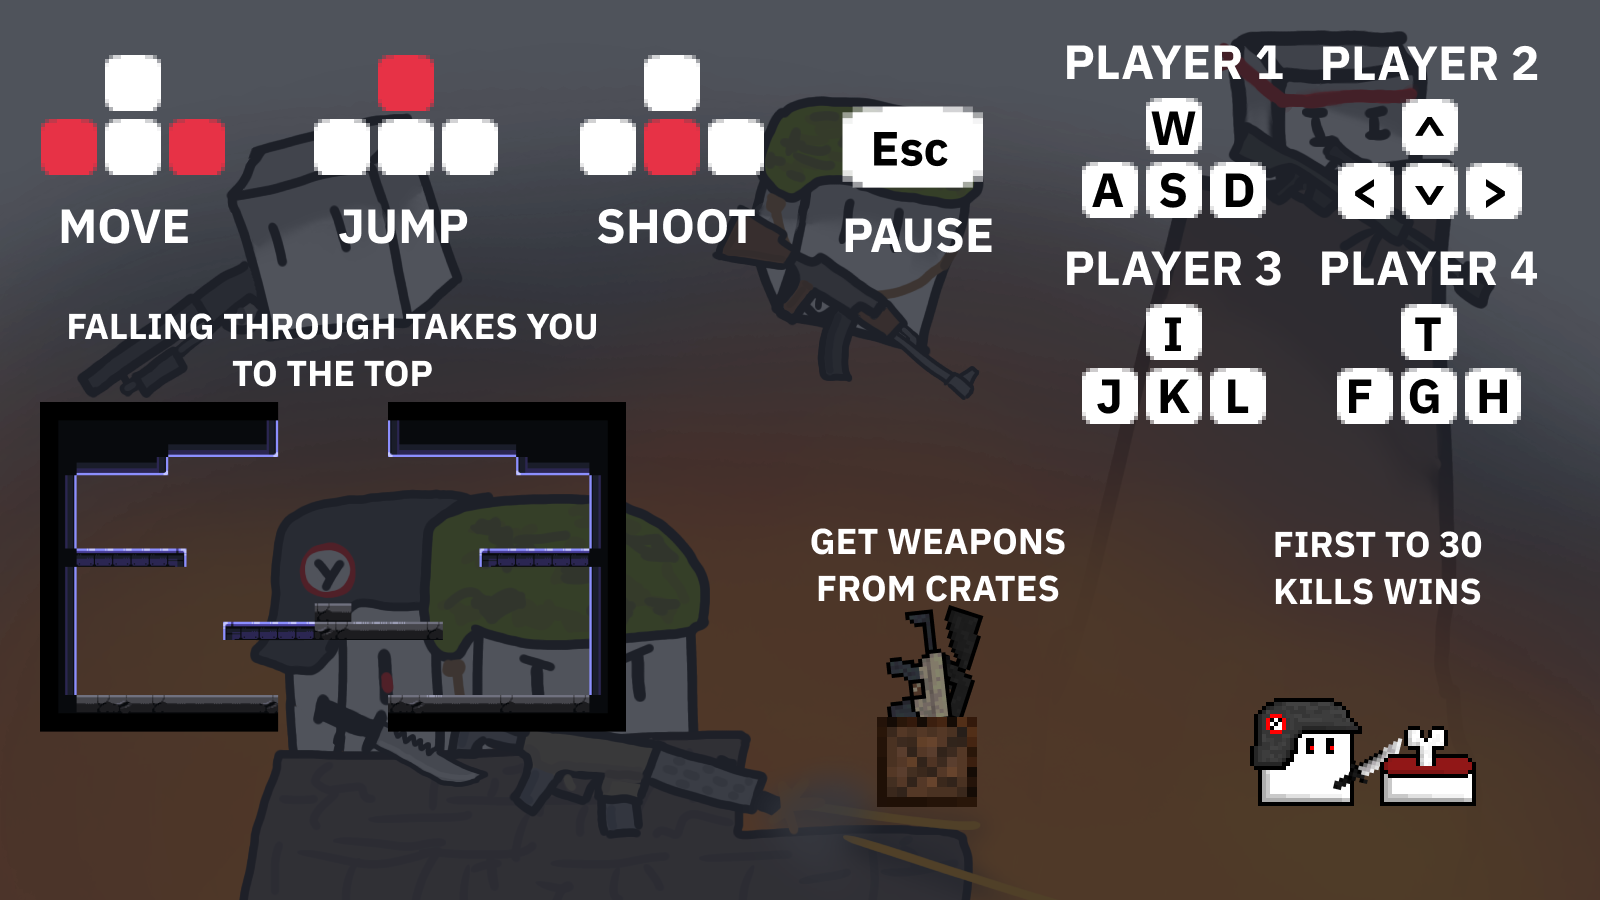 MOVE
JUMP
SHOOT
Esc
PAUSE
PLAYER 1
W
A S D
PLAYER 2
^
< v >
PLAYER 3
I
J K L
PLAYER 4
T
F G H
FALLING THROUGH TAKES YOU
TO THE TOP
Y
GET WEAPONS
FROM CRATES
FIRST TO 30
KILLS WINS